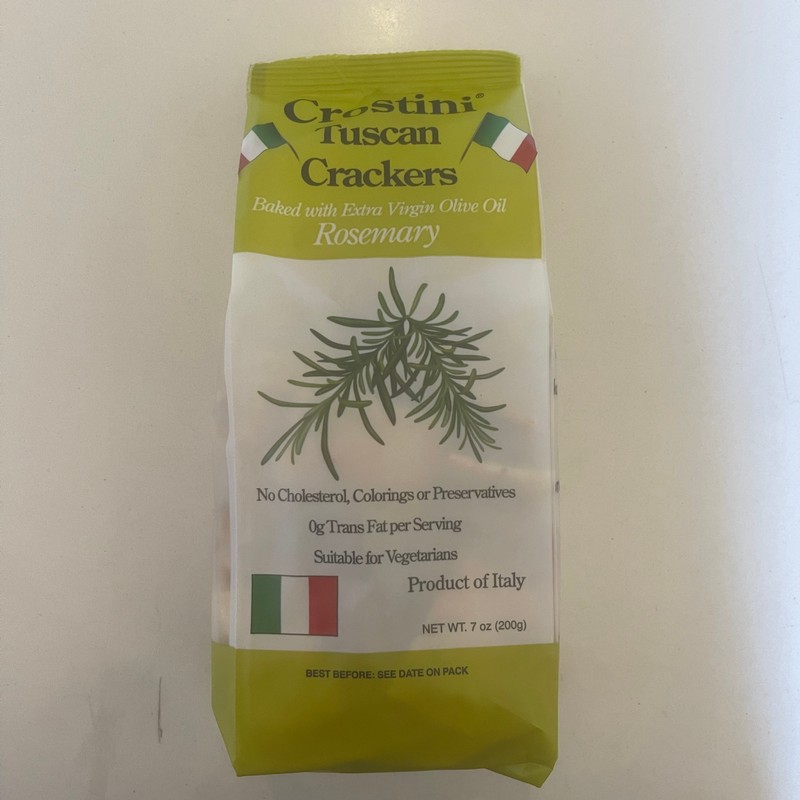 Crostini®
Tuscan
Crackers
Baked with Extra Virgin Olive Oil
Rosemary
No Cholesterol, Colorings or Preservatives
0g Trans Fat per Serving
Suitable for Vegetarians
Product of Italy
NET WT. 7 oz (200g)
BEST BEFORE: SEE DATE ON PACK